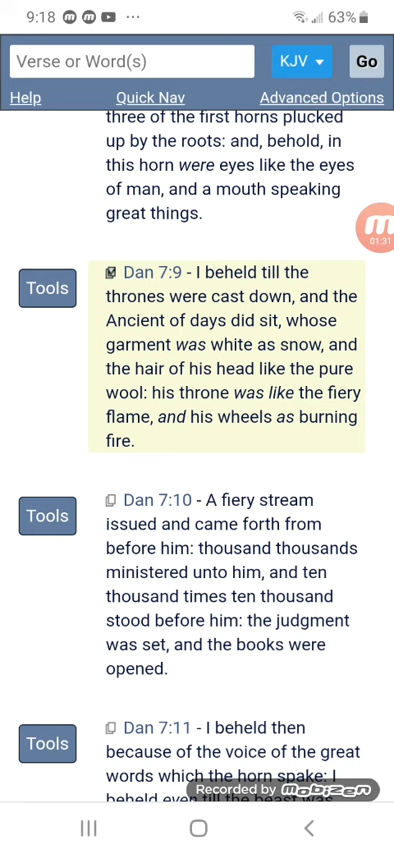 9:18 63%
Verse or Word(s) KJV Go
Help Quick Nav Advanced Options
three of the first horns plucked
up by the roots: and, behold, in
this horn were eyes like the eyes
of man, and a mouth speaking
great things.
01:31
Tools Dan 7:9 - I beheld till the
thrones were cast down, and the
Ancient of days did sit, whose
garment was white as snow, and
the hair of his head like the pure
wool: his throne was like the fiery
flame, and his wheels as burning
fire.
Tools Dan 7:10 - A fiery stream
issued and came forth from
before him: thousand thousands
ministered unto him, and ten
thousand times ten thousand
stood before him: the judgment
was set, and the books were
opened.
Tools Dan 7:11 - I beheld then
because of the voice of the great
words which the horn spake: I
beheld even till the beast was
Recorded by mobizen